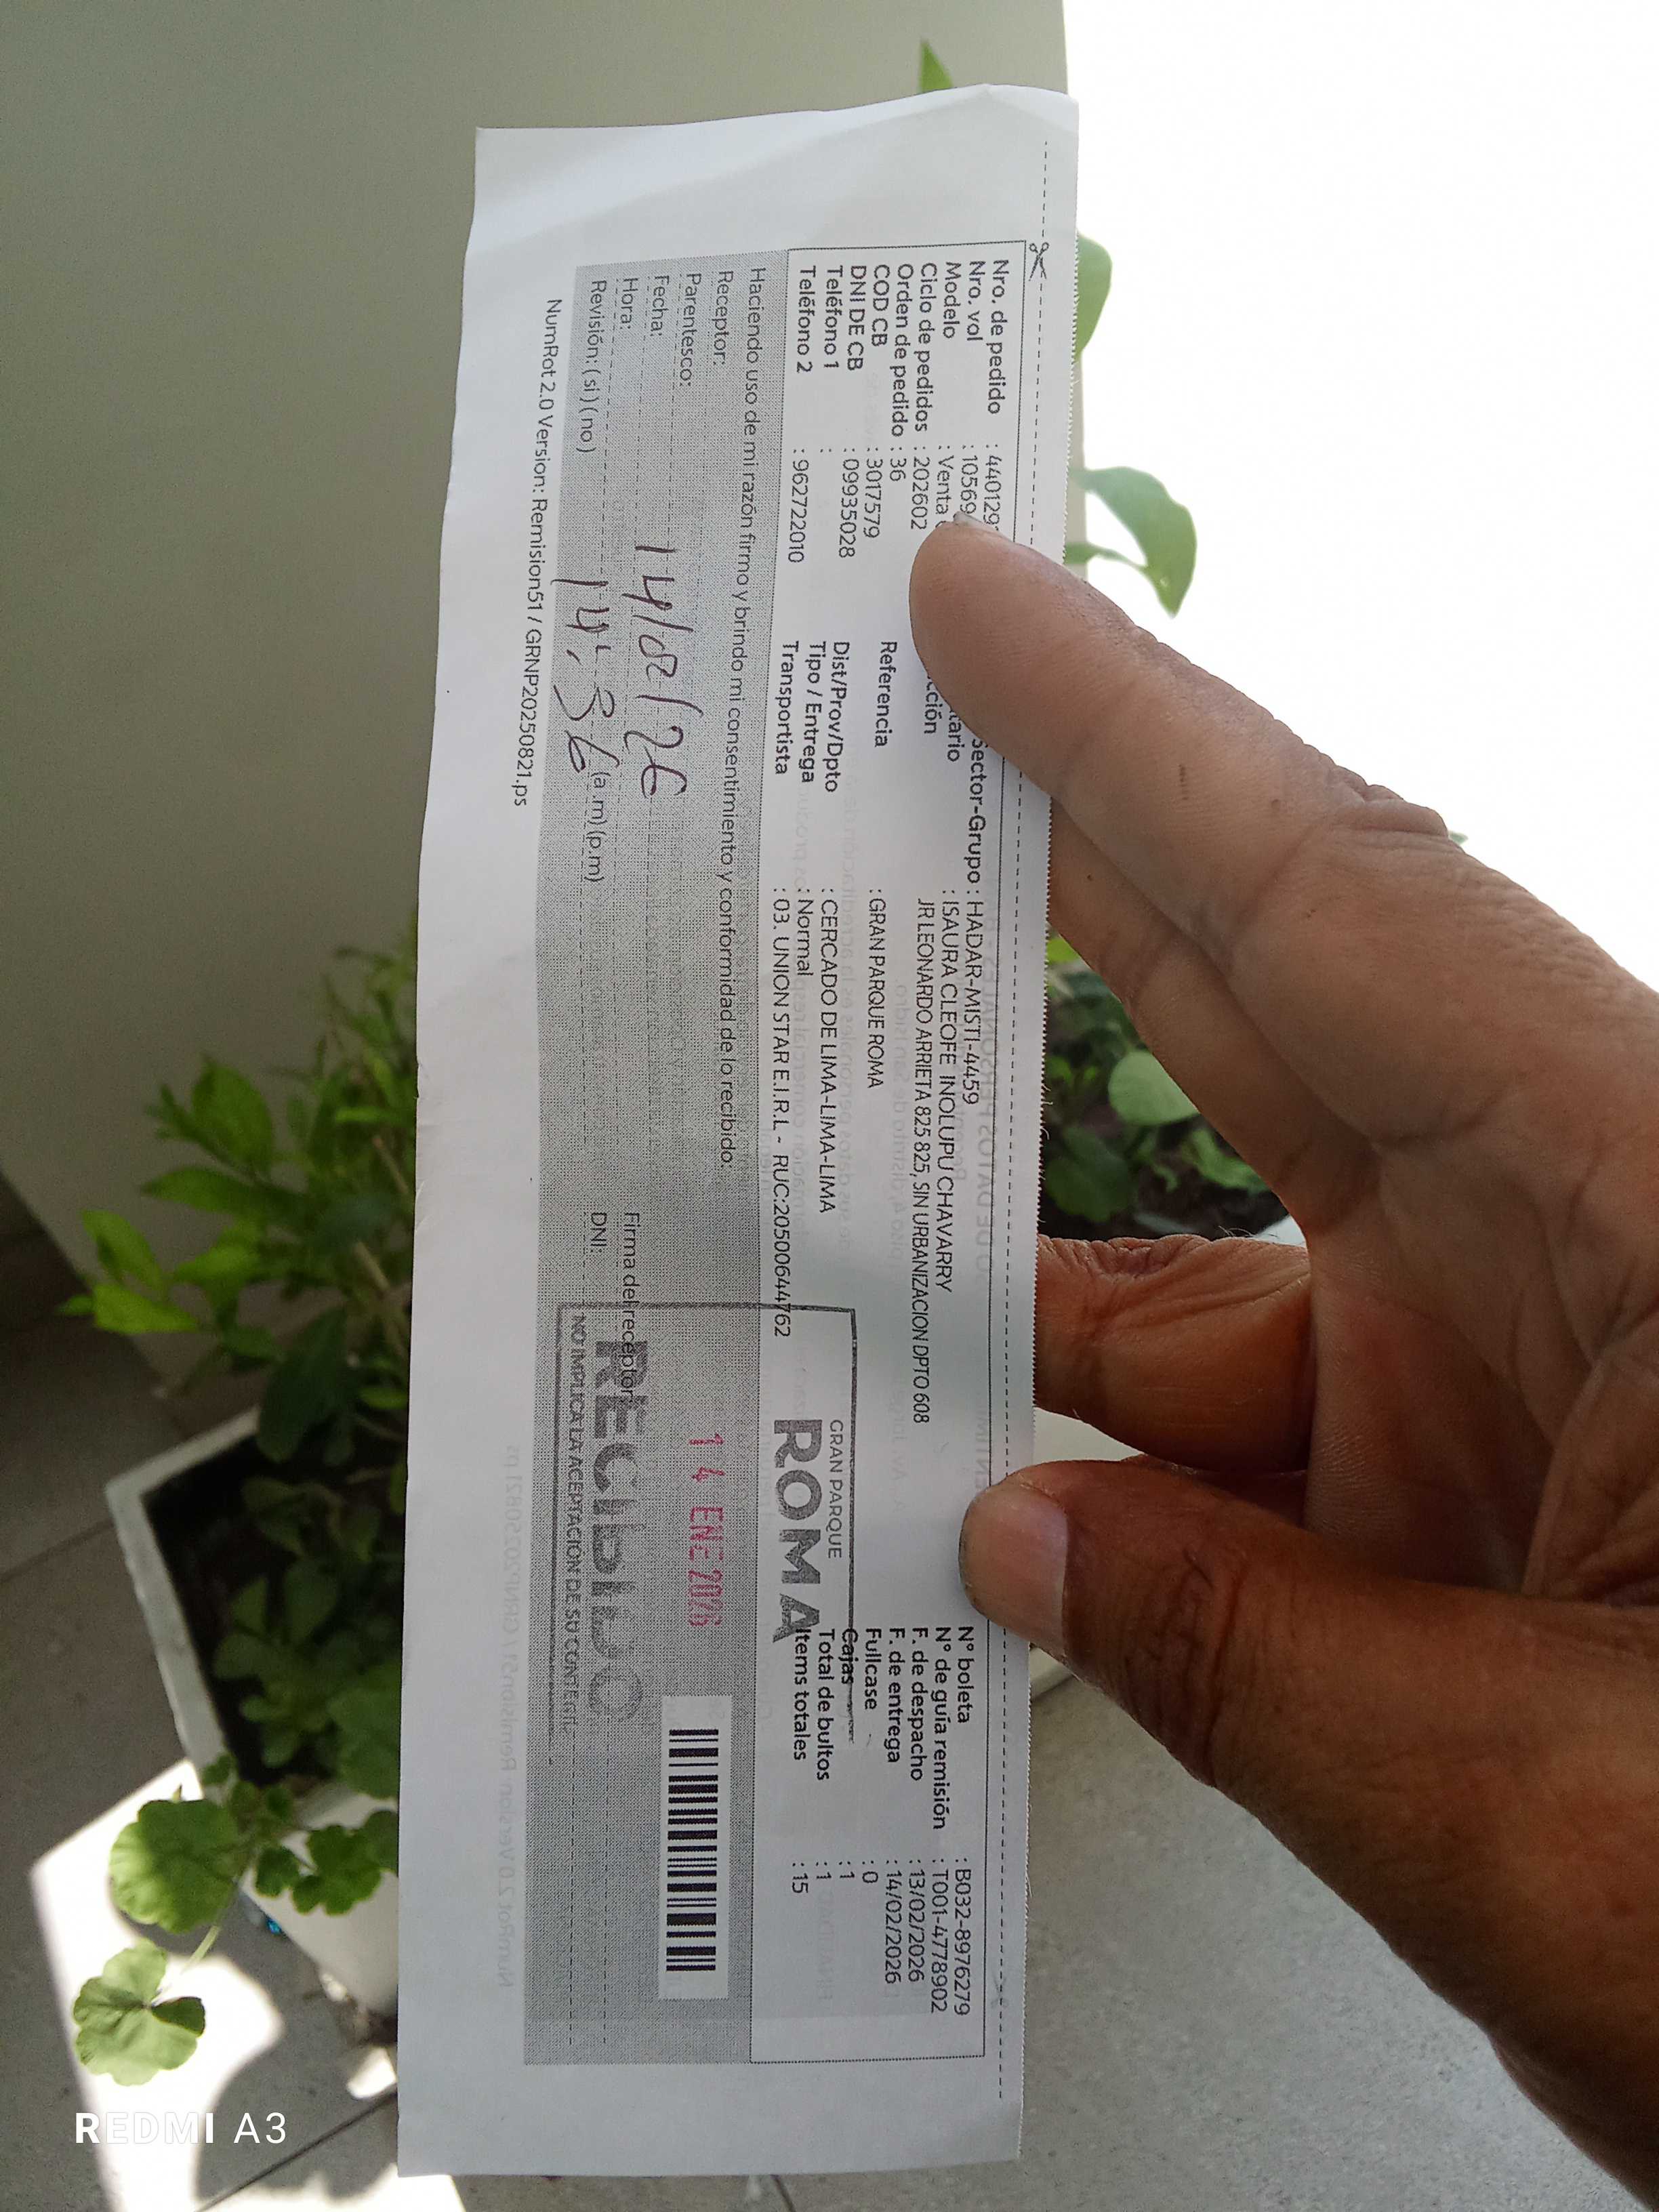 Nro. de pedido : 440129
Nro. vol : 10569
Modelo : Venta
Ciclo de pedidos : 202602
Orden de pedido : 36
COD CB : 3017579
DNI DE CB : 09935028
Teléfono 1 :
Teléfono 2 : 962722010
Sector-Grupo : HADAR-MISTI-4459
tario : ISAURA CLEOFE INOLUPU CHAVARRY
cción JR LEONARDO ARRIETA 825 825, SIN URBANIZACION DPTO 608
Referencia : GRAN PARQUE ROMA
Dist/Prov/Dpto : CERCADO DE LIMA-LIMA-LIMA
Tipo / Entrega : Normal
Transportista : 03. UNION STAR E.I.R.L - RUC:20500644762
N° boleta : B032-8976279
N° de guía remisión : T001-4778902
F. de despacho : 13/02/2026
F. de entrega : 14/02/2026
Fullcase : 0
Cajas : 1
Total de bultos : 1
Items totales : 15
Haciendo uso de mi razón firmo y brindo mi consentimiento y conformidad de lo recibido:
Receptor:
Parentesco:
Fecha: 14/02/26
Hora: 14:36 (a.m) (p.m)
Revisión: ( si ) ( no )
Firma del receptor
DNI:
GRAN PARQUE
ROMA
14 ENE 2026
RECIBIDO
NO IMPLICA LA ACEPTACION DE SU CONTENIDO
NumRot 2.0 Version: Remision51 / GRNP20250821.ps
REDMI A3